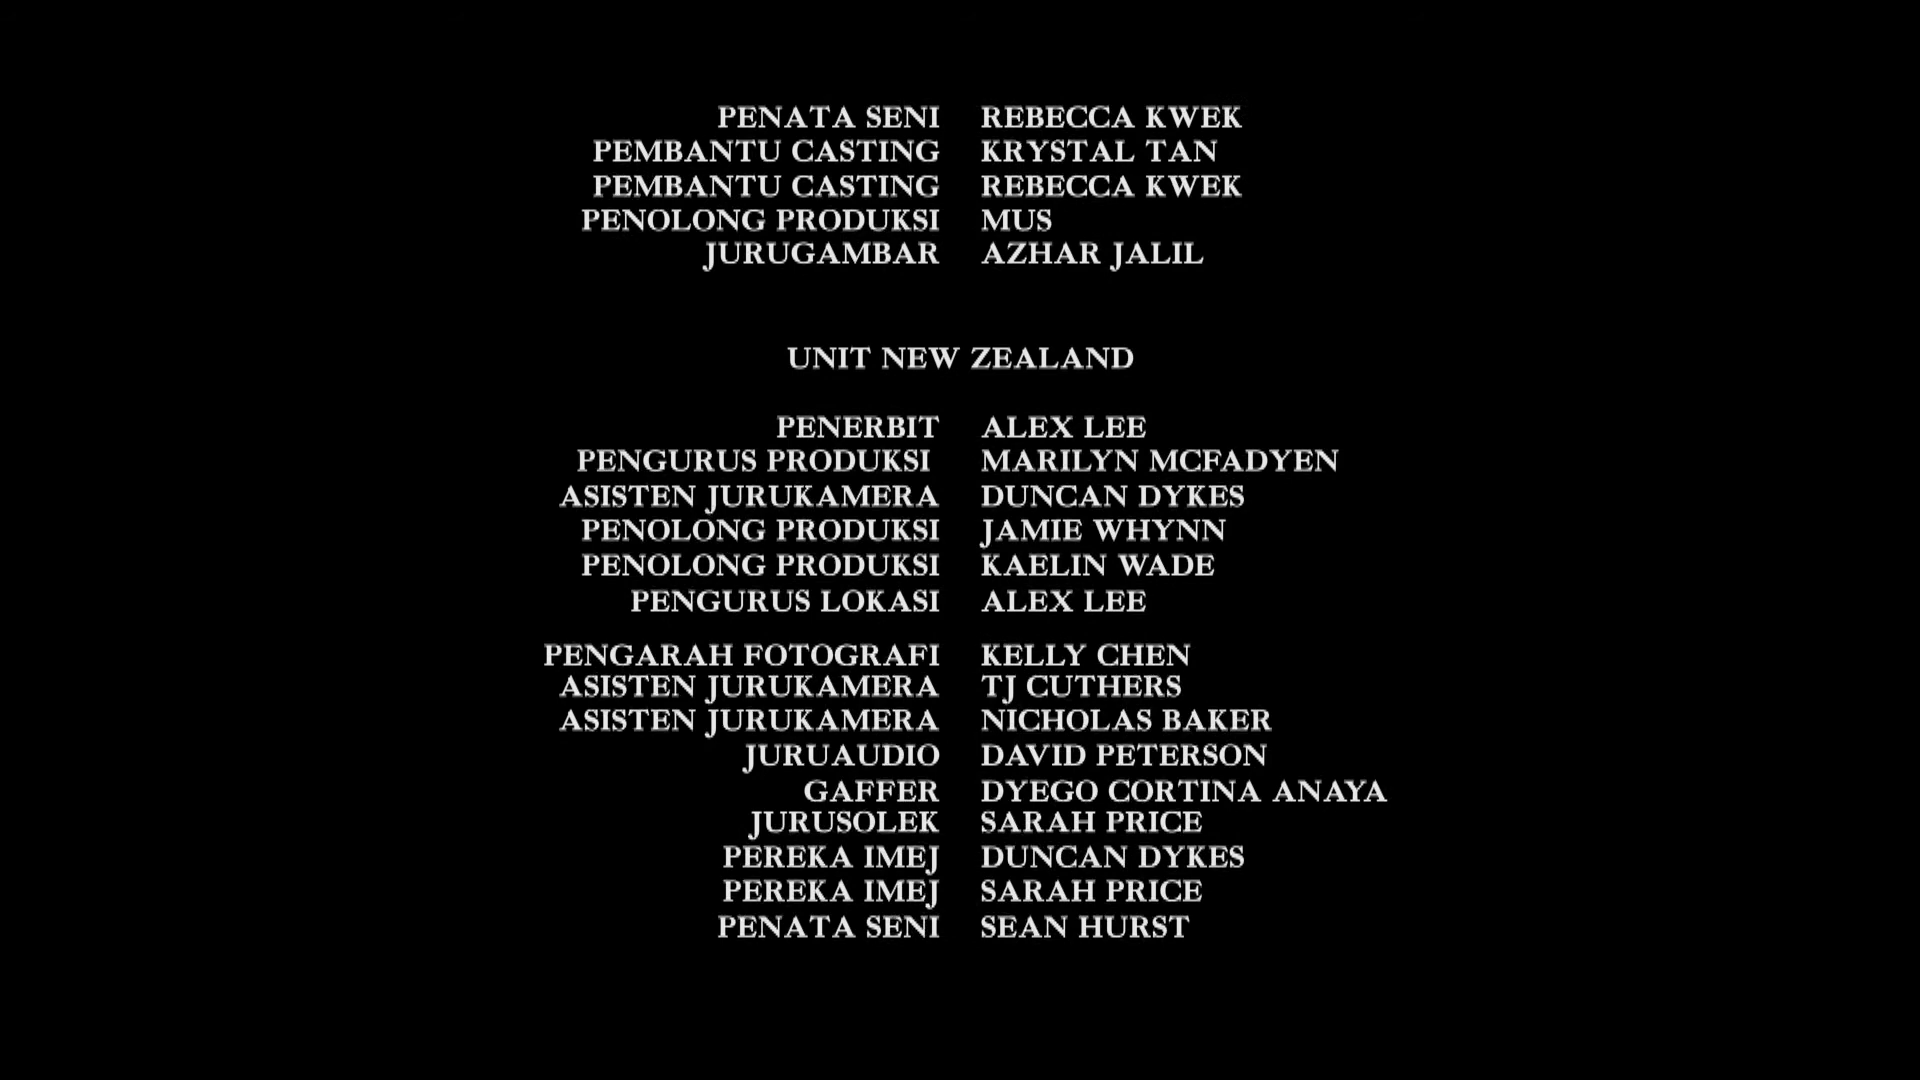 PENATA SENI REBECCA KWEK
PEMBANTU CASTING KRYSTAL TAN
PEMBANTU CASTING REBECCA KWEK
PENOLONG PRODUKSI MUS
JURUGAMBAR AZHAR JALIL
UNIT NEW ZEALAND
PENERBIT ALEX LEE
PENGURUS PRODUKSI MARILYN MCFADYEN
ASISTEN JURUKAMERA DUNCAN DYKES
PENOLONG PRODUKSI JAMIE WHYNN
PENOLONG PRODUKSI KAELIN WADE
PENGURUS LOKASI ALEX LEE
PENGARAH FOTOGRAFI KELLY CHEN
ASISTEN JURUKAMERA TJ CUTHERS
ASISTEN JURUKAMERA NICHOLAS BAKER
JURUAUDIO DAVID PETERSON
GAFFER DYEGO CORTINA ANAYA
JURUSOLEK SARAH PRICE
PEREKA IMEJ DUNCAN DYKES
PEREKA IMEJ SARAH PRICE
PENATA SENI SEAN HURST